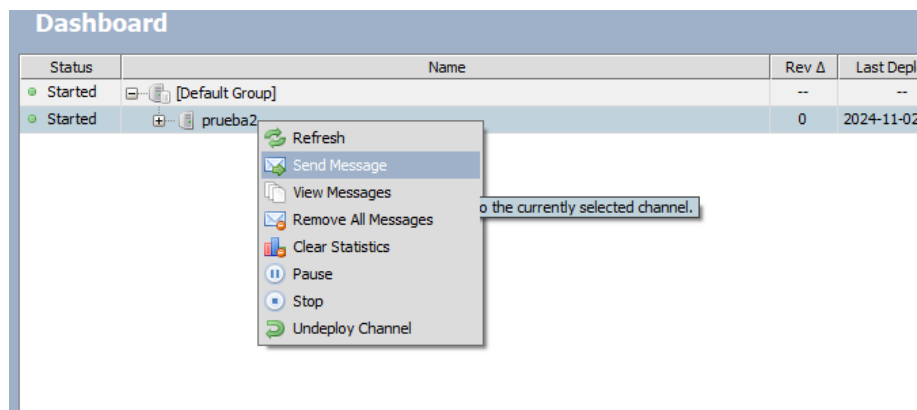 Dashboard
Status Name Rev Δ Last Depl
Started [Default Group] -- --
Started prueba2 0 2024-11-02
Refresh
Send Message
View Messages
o the currently selected channel.
Remove All Messages
Clear Statistics
Pause
Stop
Undeploy Channel